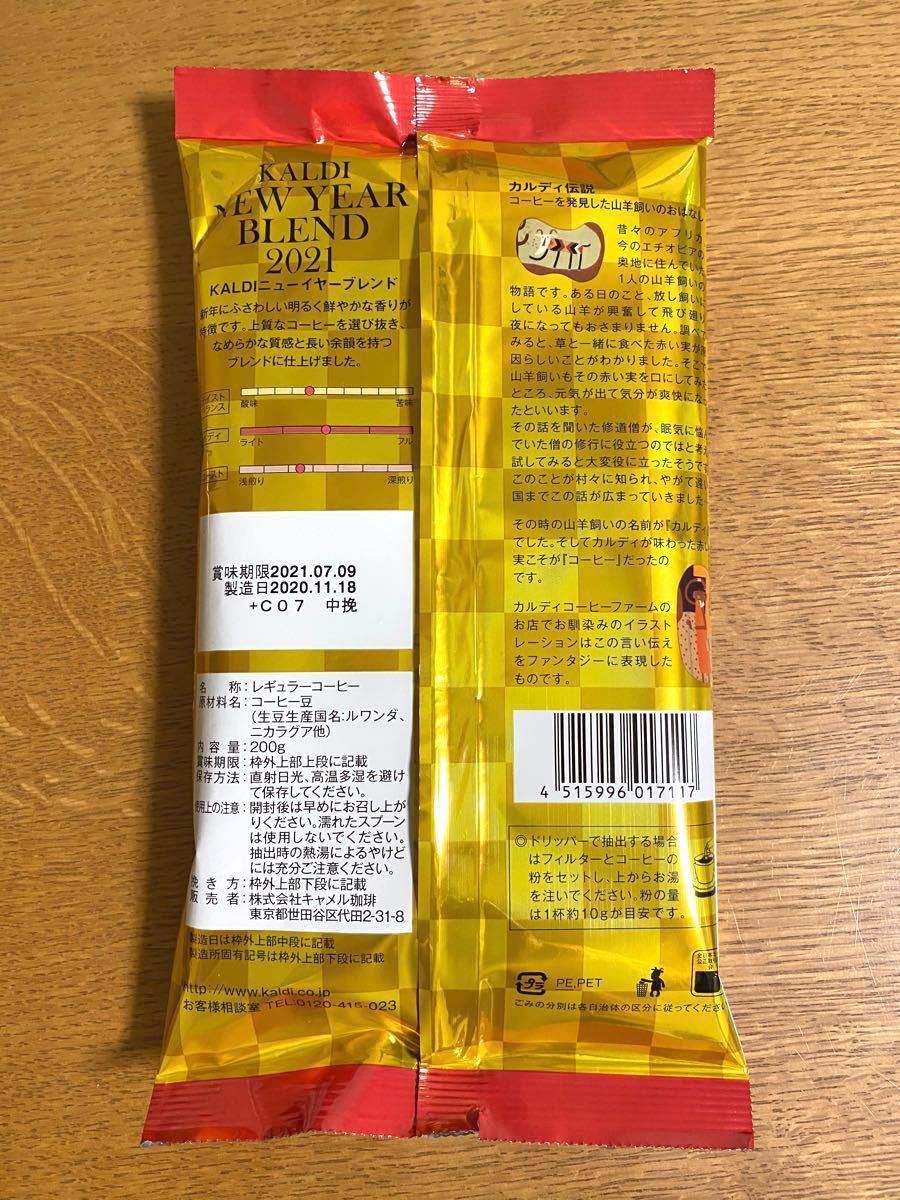 KALDI
NEW YEAR
BLEND
2021
KALDIニューイヤーブレンド
新年にふさわしい明るく鮮やかな香りが
特徴です。上質なコーヒーを選び抜き、
なめらかな質感と長い余韻を持つ
ブレンドに仕上げました。
イスト
ランス
酸味 苦味
ディ
ライト フル
スト
浅煎り 深煎り
賞味期限2021.07.09
製造日2020.11.18
+C07 中挽
名 称:レギュラーコーヒー
原材料名:コーヒー豆
(生豆生産国名:ルワンダ、
ニカラグア他)
内 容 量:200g
賞味期限:枠外上部上段に記載
保存方法:直射日光、高温多湿を避け
て保存してください。
使用上の注意:開封後は早めにお召し上が
りください。濡れたスプーン
は使用しないでください。
抽出時の熱湯によるやけど
には充分ご注意ください。
挽 き 方:枠外上部下段に記載
販 売 者:株式会社キャメル珈琲
東京都世田谷区代田2-31-8
製造日は枠外上部中段に記載
製造所固有記号は枠外上部下段に記載
http://www.kaldi.co.jp
お客様相談室 TEL:0120-415-023
カルディ伝説
コーヒーを発見した山羊飼いのおはなし
昔々のアフリカ
今のエチオピアの
奥地に住んでいた
1人の山羊飼いの
物語です。ある日のこと、放し飼いに
している山羊が興奮して飛び廻り
夜になってもおさまりません。調べて
みると、草と一緒に食べた赤い実が原
因らしいことがわかりました。そこで
山羊飼いもその赤い実を口にしてみた
ところ、元気が出て気分が爽快になっ
たといいます。
その話を聞いた修道僧が、眠気に悩ん
でいた僧の修行に役立つのではと考え
試してみると大変役に立ったそうです
このことが村々に知られ、やがて遠い
国までこの話が広まっていきました
その時の山羊飼いの名前が『カルディ
でした。そしてカルディが味わった赤い
実こそが『コーヒー』だったの
です。
カルディコーヒーファームの
お店でお馴染みのイラスト
レーションはこの言い伝え
をファンタジーに表現した
ものです。
4 515996 017117
◎ドリッパーで抽出する場合
はフィルターとコーヒーの
粉をセットし、上からお湯
を注いでください。粉の量
は1杯約10gが目安です。
プラ PE,PET
ごみの分別は各自治体の区分に従ってください